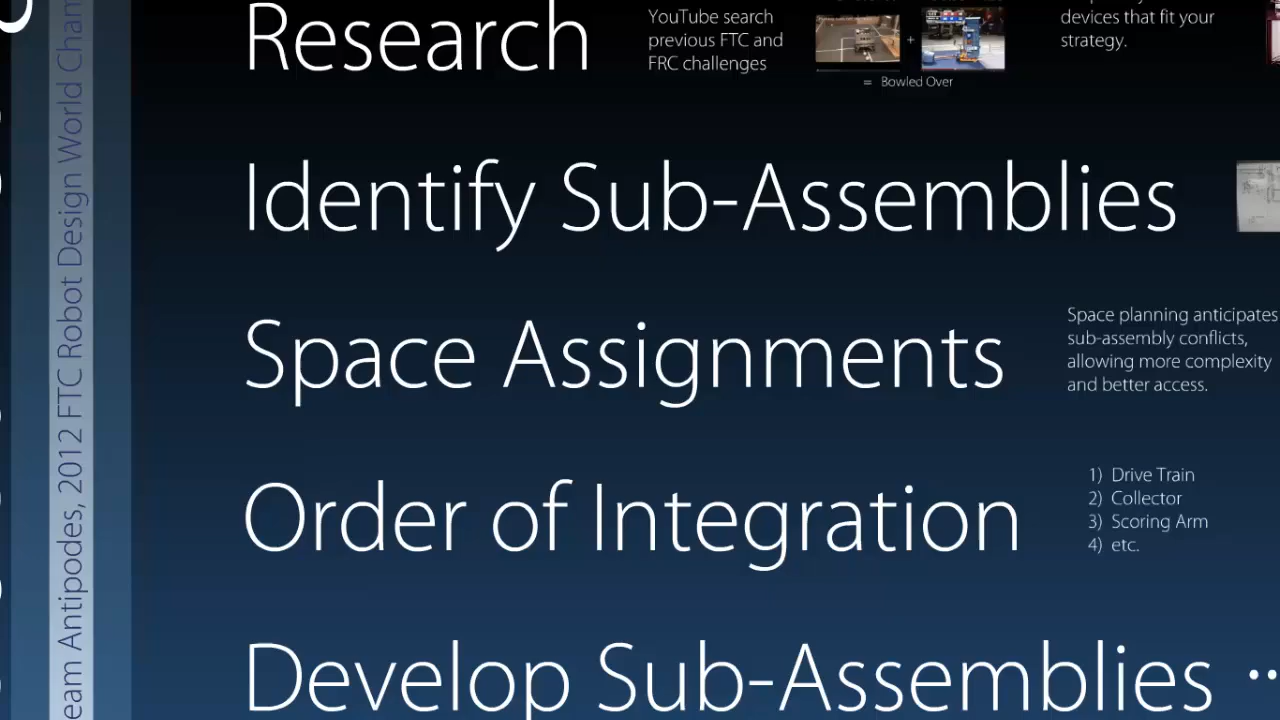 Research
YouTube search
previous FTC and
FRC challenges
+
= Bowled Over
devices that fit your
strategy.
Identify Sub-Assemblies
Space Assignments
Space planning anticipates
sub-assembly conflicts,
allowing more complexity
and better access.
Order of Integration
1) Drive Train
2) Collector
3) Scoring Arm
4) etc.
Develop Sub-Assemblies ..
eam Antipodes, 2012 FTC Robot Design World Cham